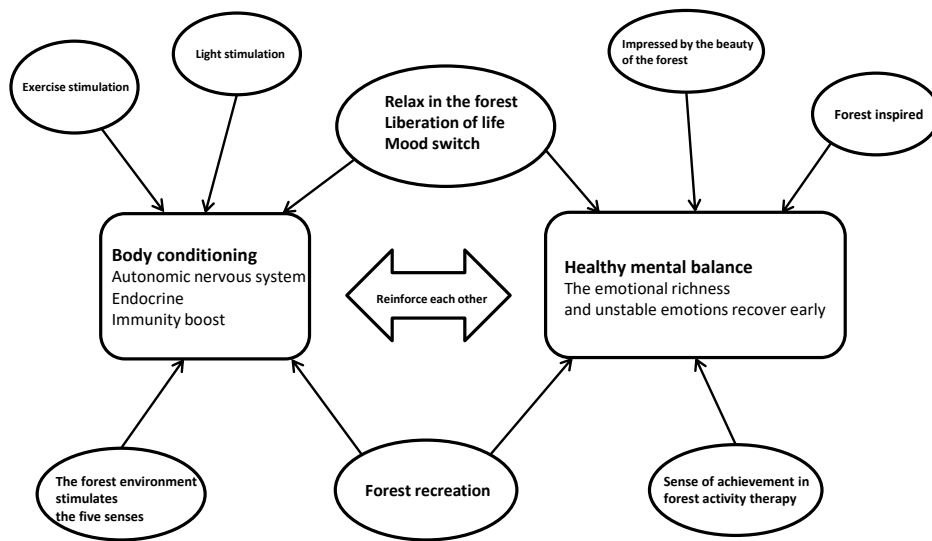 Exercise stimulation
Light stimulation
Relax in the forest
Liberation of life
Mood switch
Impressed by the beauty
of the forest
Forest inspired
Body conditioning
Autonomic nervous system
Endocrine
Immunity boost
Reinforce each other
Healthy mental balance
The emotional richness
and unstable emotions recover early
The forest environment
stimulates
the five senses
Forest recreation
Sense of achievement in
forest activity therapy